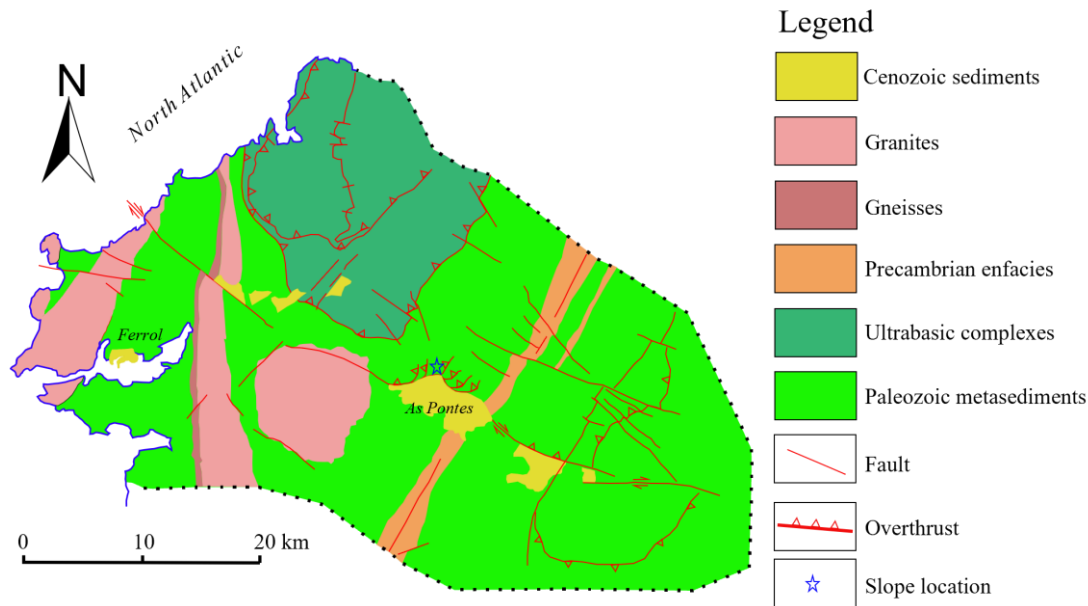 Legend
North Atlantic
N
Cenozoic sediments
Granites
Gneisses
Precambrian enfacies
Ultrabasic complexes
Ferrol
As Pontes
Paleozoic metasediments
Fault
0 10 20 km
Overthrust
Slope location